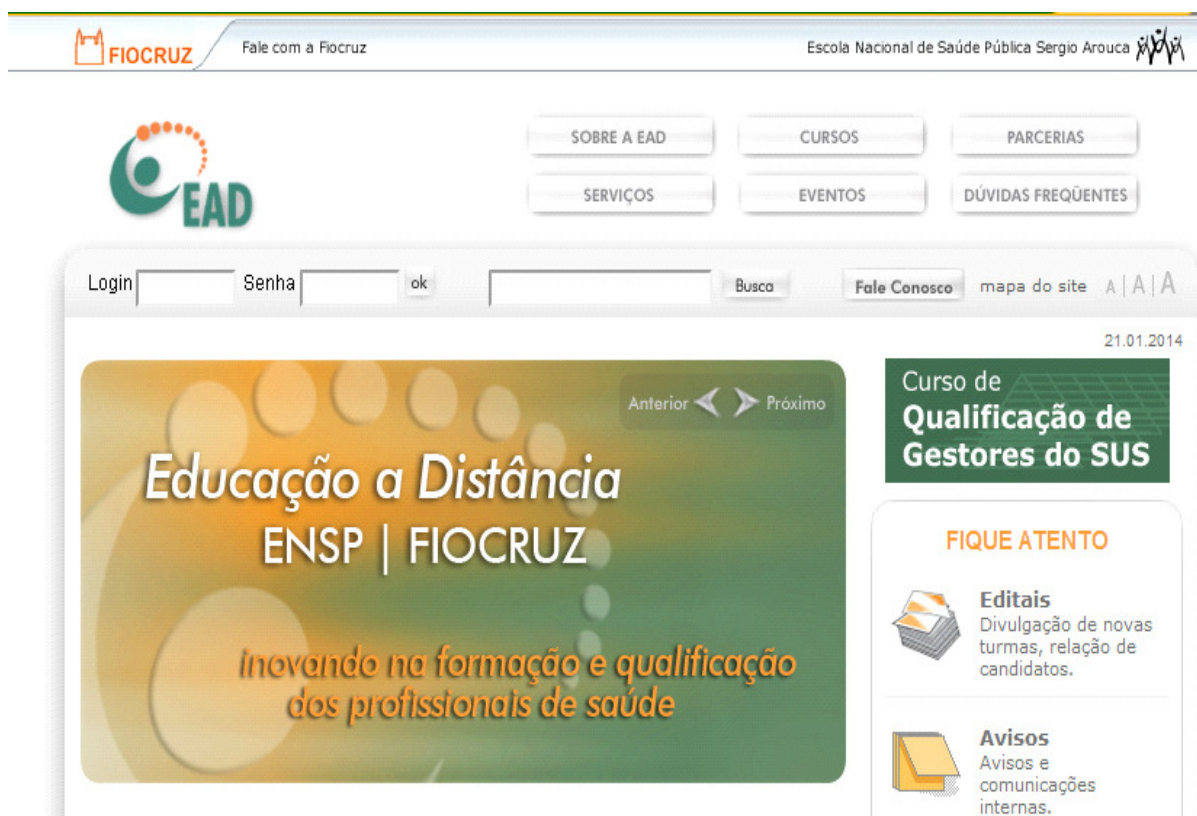 FIOCRUZ
Fale com a Fiocruz
Escola Nacional de Saúde Pública Sergio Arouca
EAD
SOBRE A EAD
CURSOS
PARCERIAS
SERVIÇOS
EVENTOS
DÚVIDAS FREQÜENTES
Login
Senha
ok
Busca
Fale Conosco
mapa do site
A | A | A
21.01.2014
Anterior
Próximo
Educação a Distância
ENSP | FIOCRUZ
inovando na formação e qualificação
dos profissionais de saúde
Curso de
Qualificação de
Gestores do SUS
FIQUE ATENTO
Editais
Divulgação de novas
turmas, relação de
candidatos.
Avisos
Avisos e
comunicações
internas.